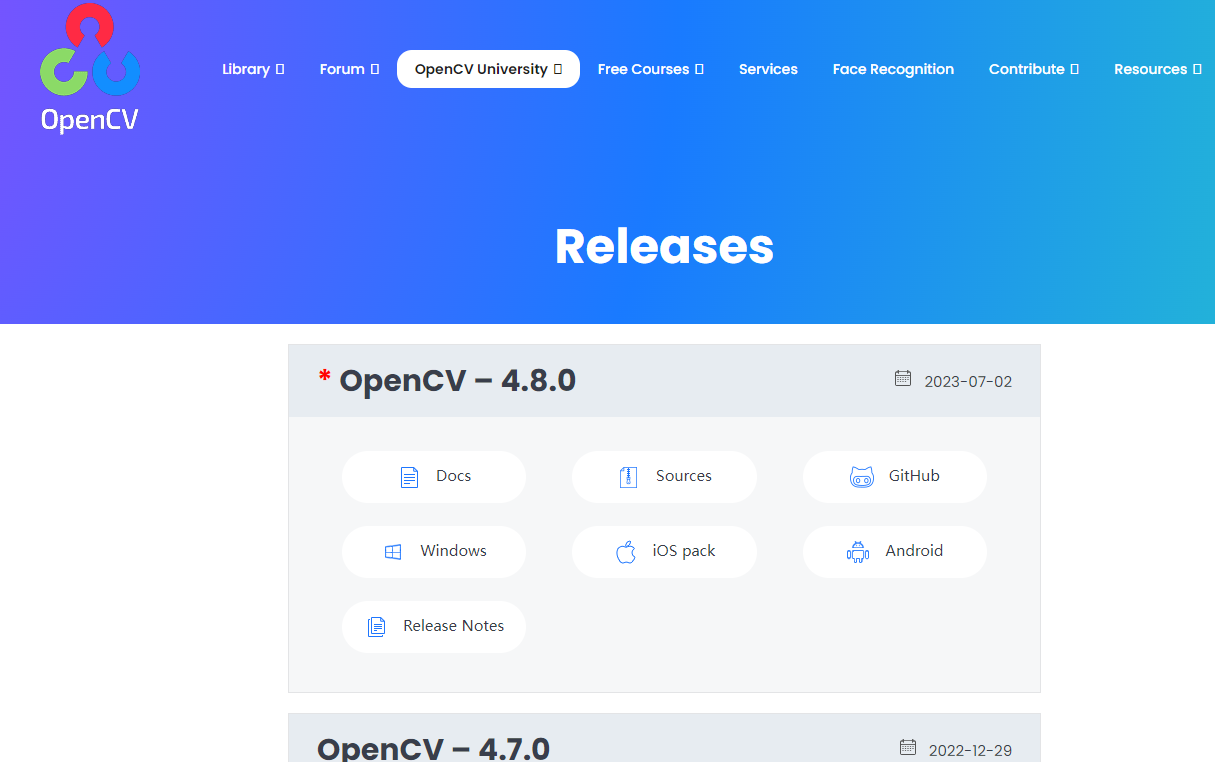 OpenCV
Library Forum OpenCV University Free Courses Services Face Recognition Contribute Resources
Releases
* OpenCV – 4.8.0 2023-07-02
Docs Sources GitHub
Windows iOS pack Android
Release Notes
OpenCV – 4.7.0 2022-12-29